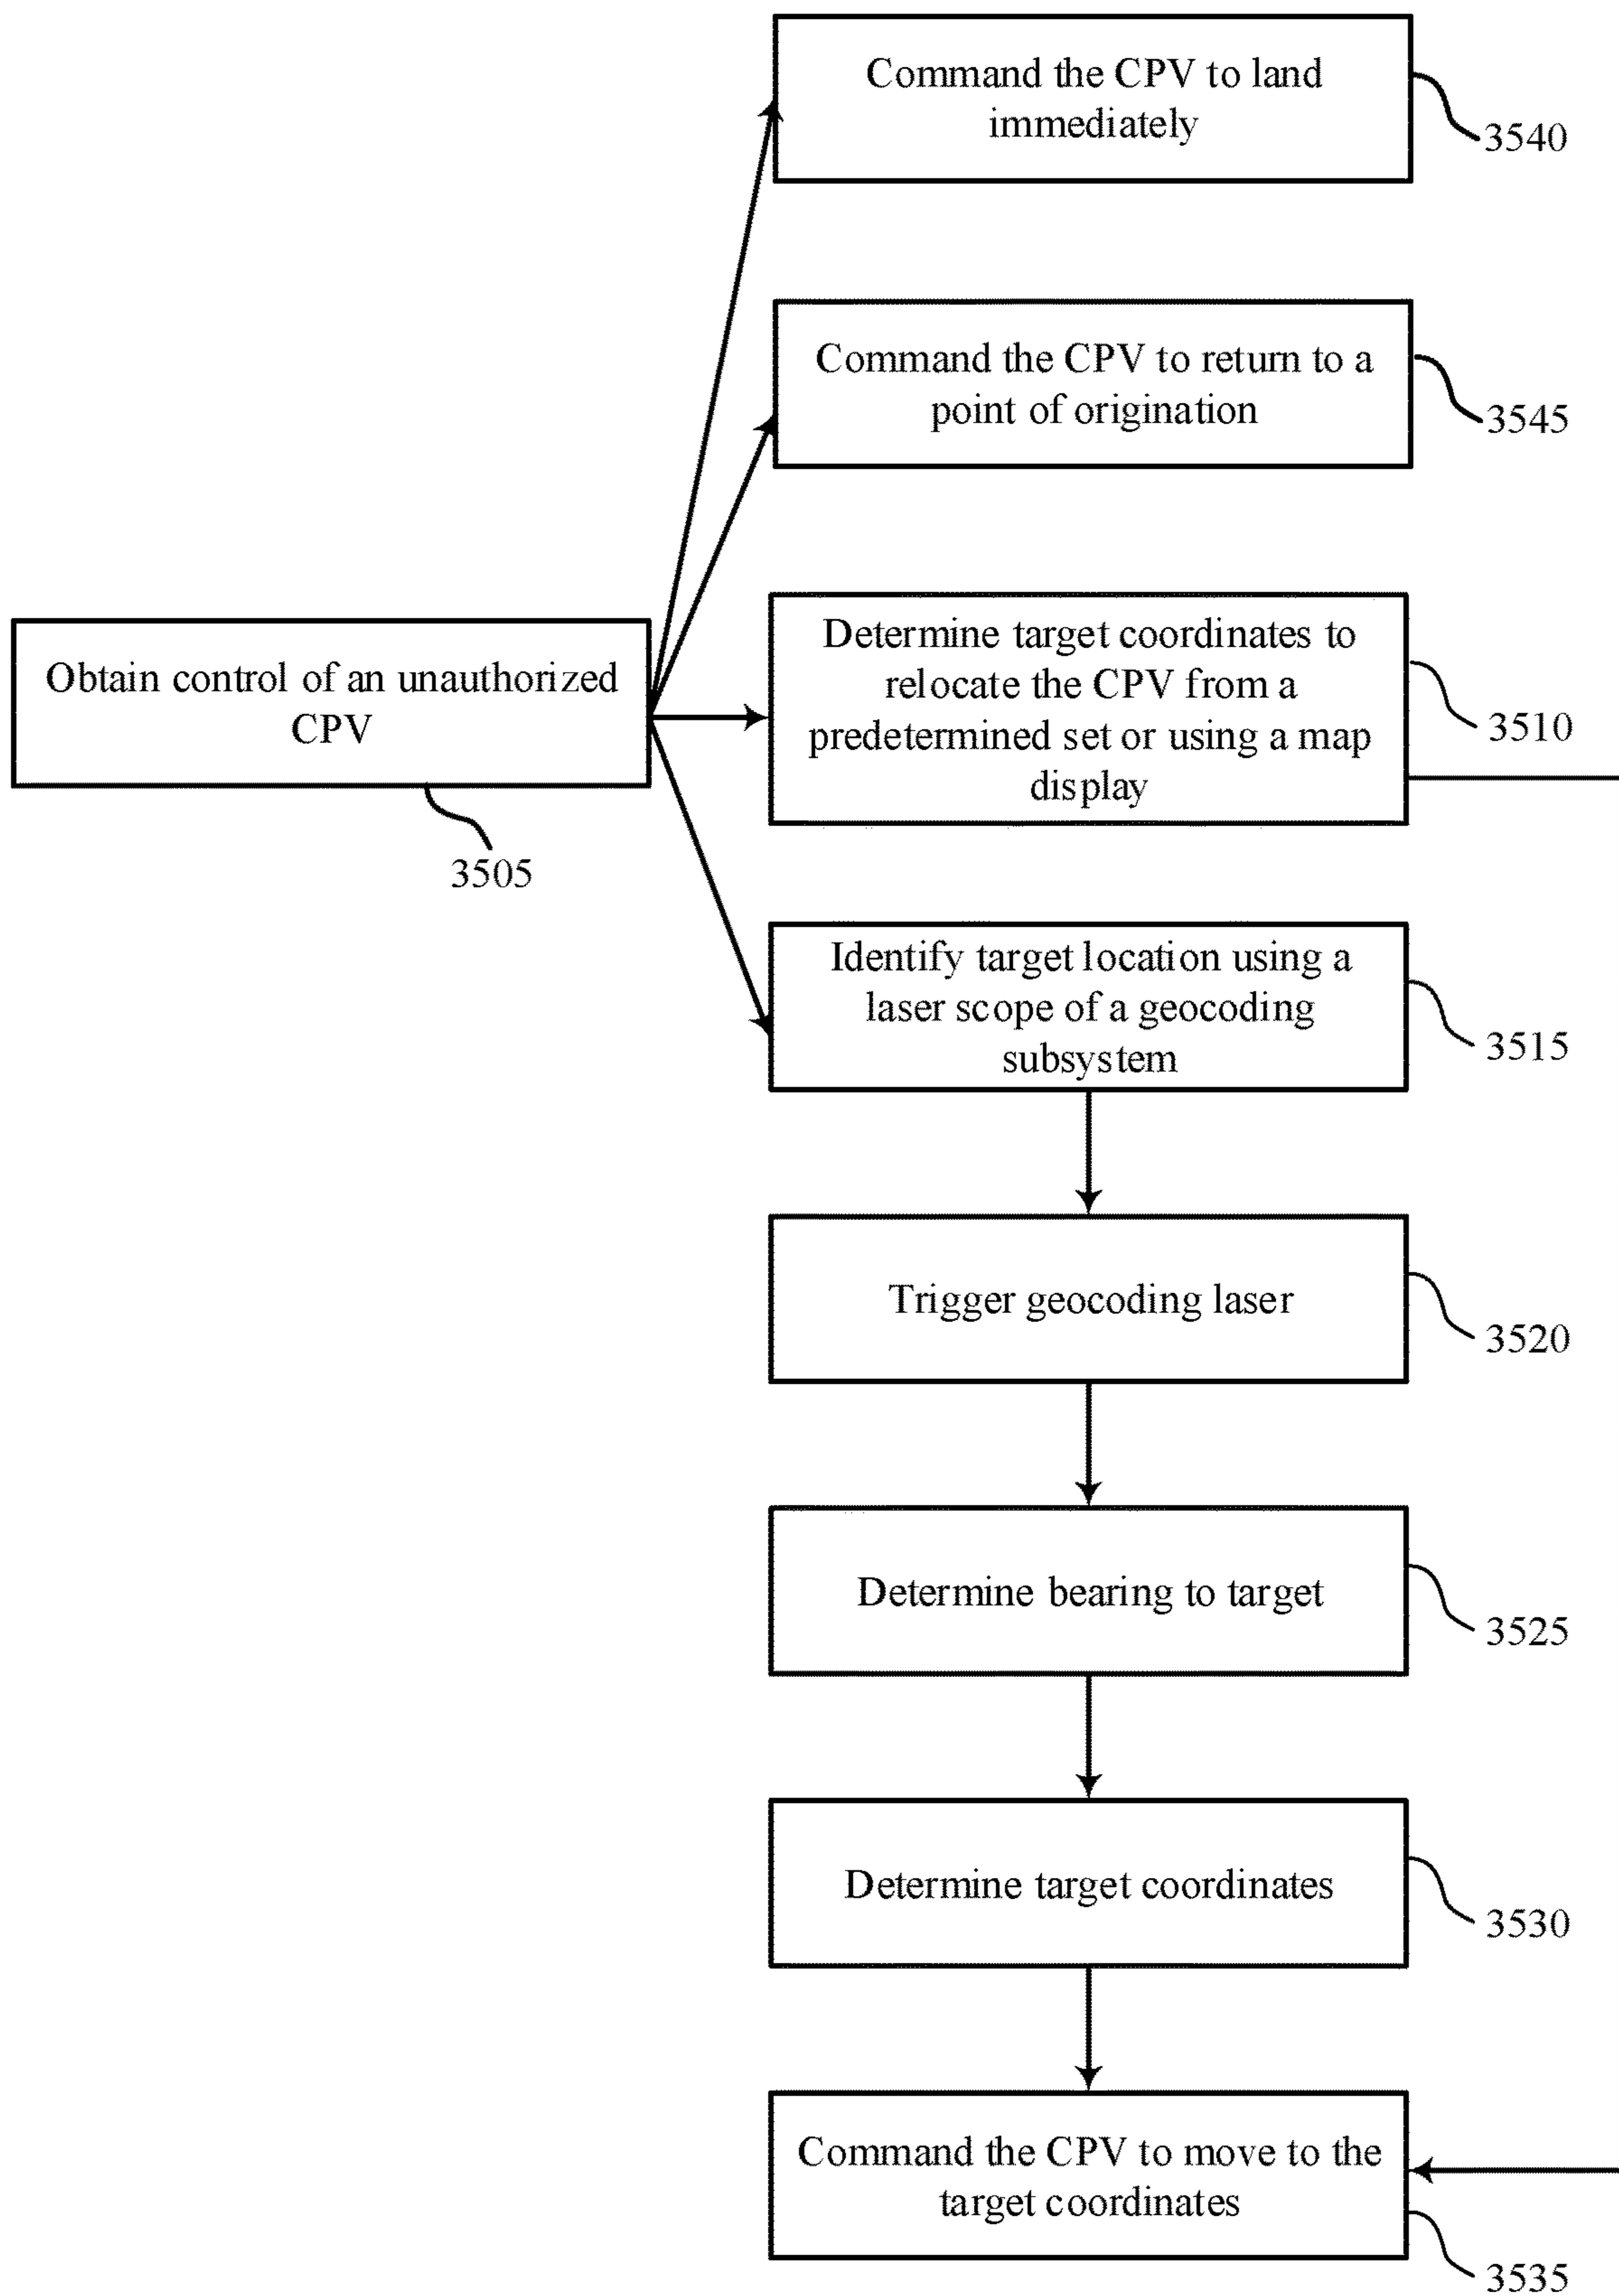 Command the CPV to land
immediately
3540
Command the CPV to return to a
point of origination
3545
Determine target coordinates to
relocate the CPV from a
predetermined set or using a map
display
3510
Obtain control of an unauthorized
CPV
3505
Identify target location using a
laser scope of a geocoding
subsystem
3515
Trigger geocoding laser
3520
Determine bearing to target
3525
Determine target coordinates
3530
Command the CPV to move to the
target coordinates
3535